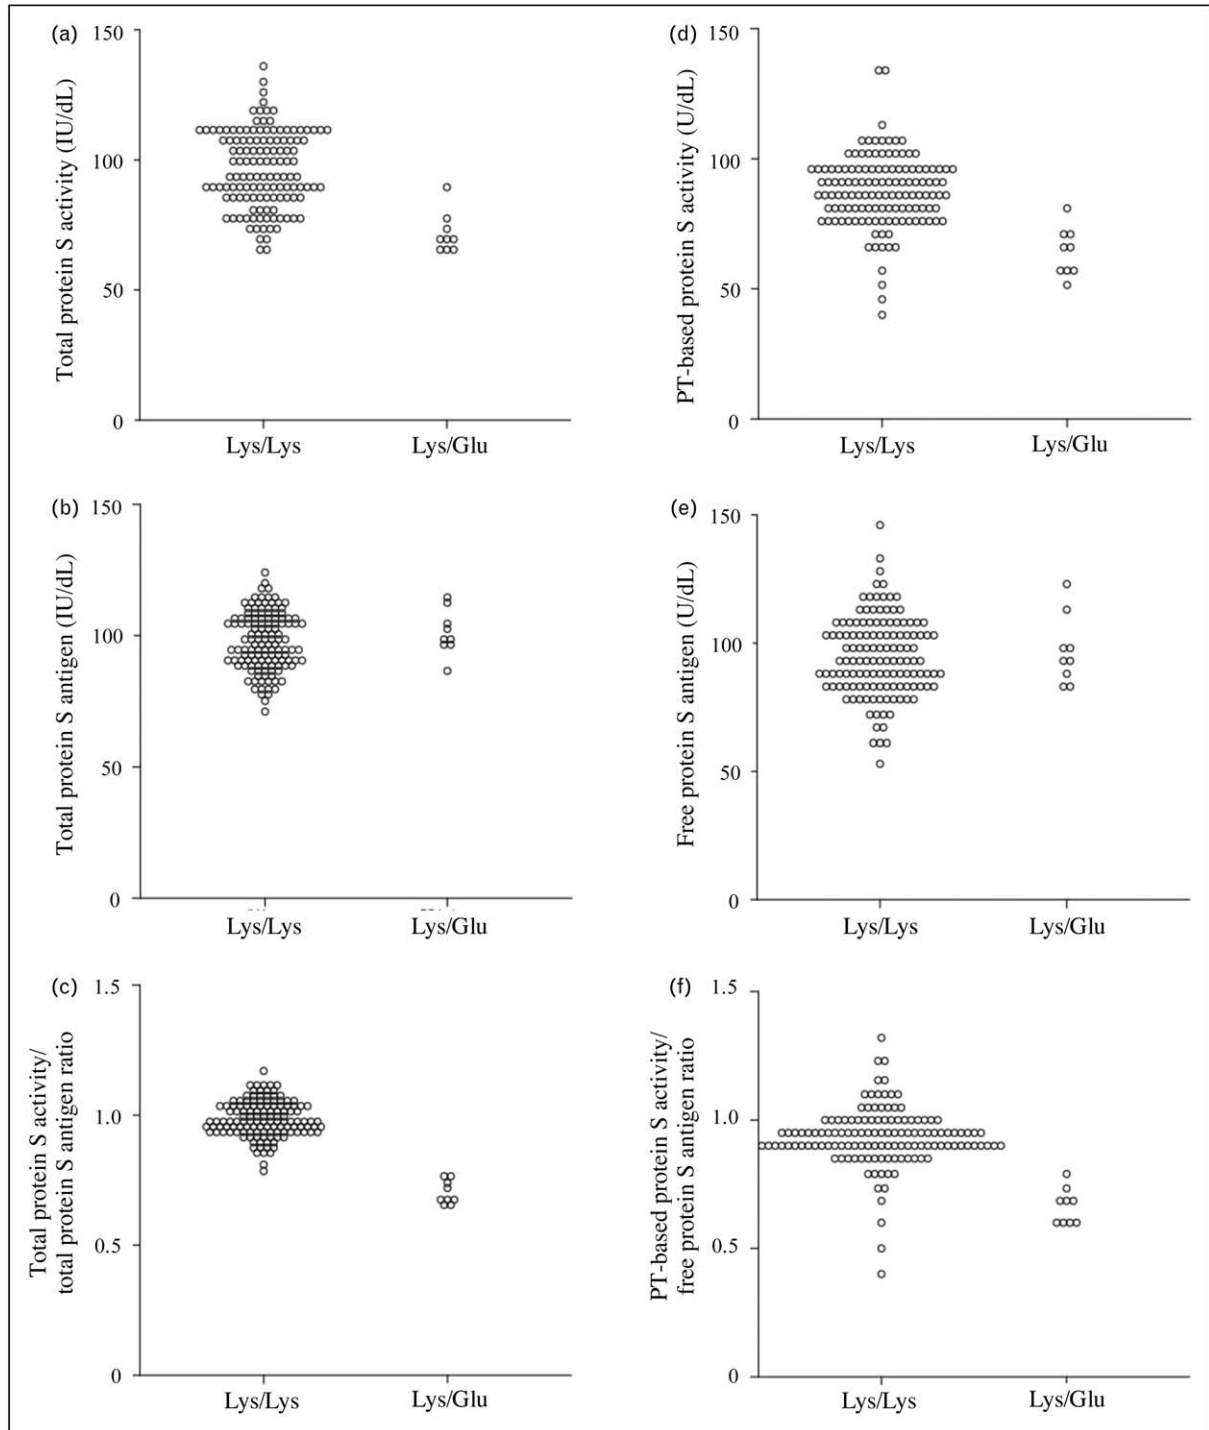 (a)
150
100
50
0
Total protein S activity (IU/dL)
Lys/Lys
Lys/Glu
(d)
150
100
50
0
PT-based protein S activity (U/dL)
Lys/Lys
Lys/Glu
(b)
150
100
50
0
Total protein S antigen (IU/dL)
Lys/Lys
Lys/Glu
(e)
150
100
50
0
Free protein S antigen (U/dL)
Lys/Lys
Lys/Glu
(c)
1.5
1.0
0.5
0
Total protein S activity/
total protein S antigen ratio
Lys/Lys
Lys/Glu
(f)
1.5
1.0
0.5
0
PT-based protein S activity/
free protein S antigen ratio
Lys/Lys
Lys/Glu